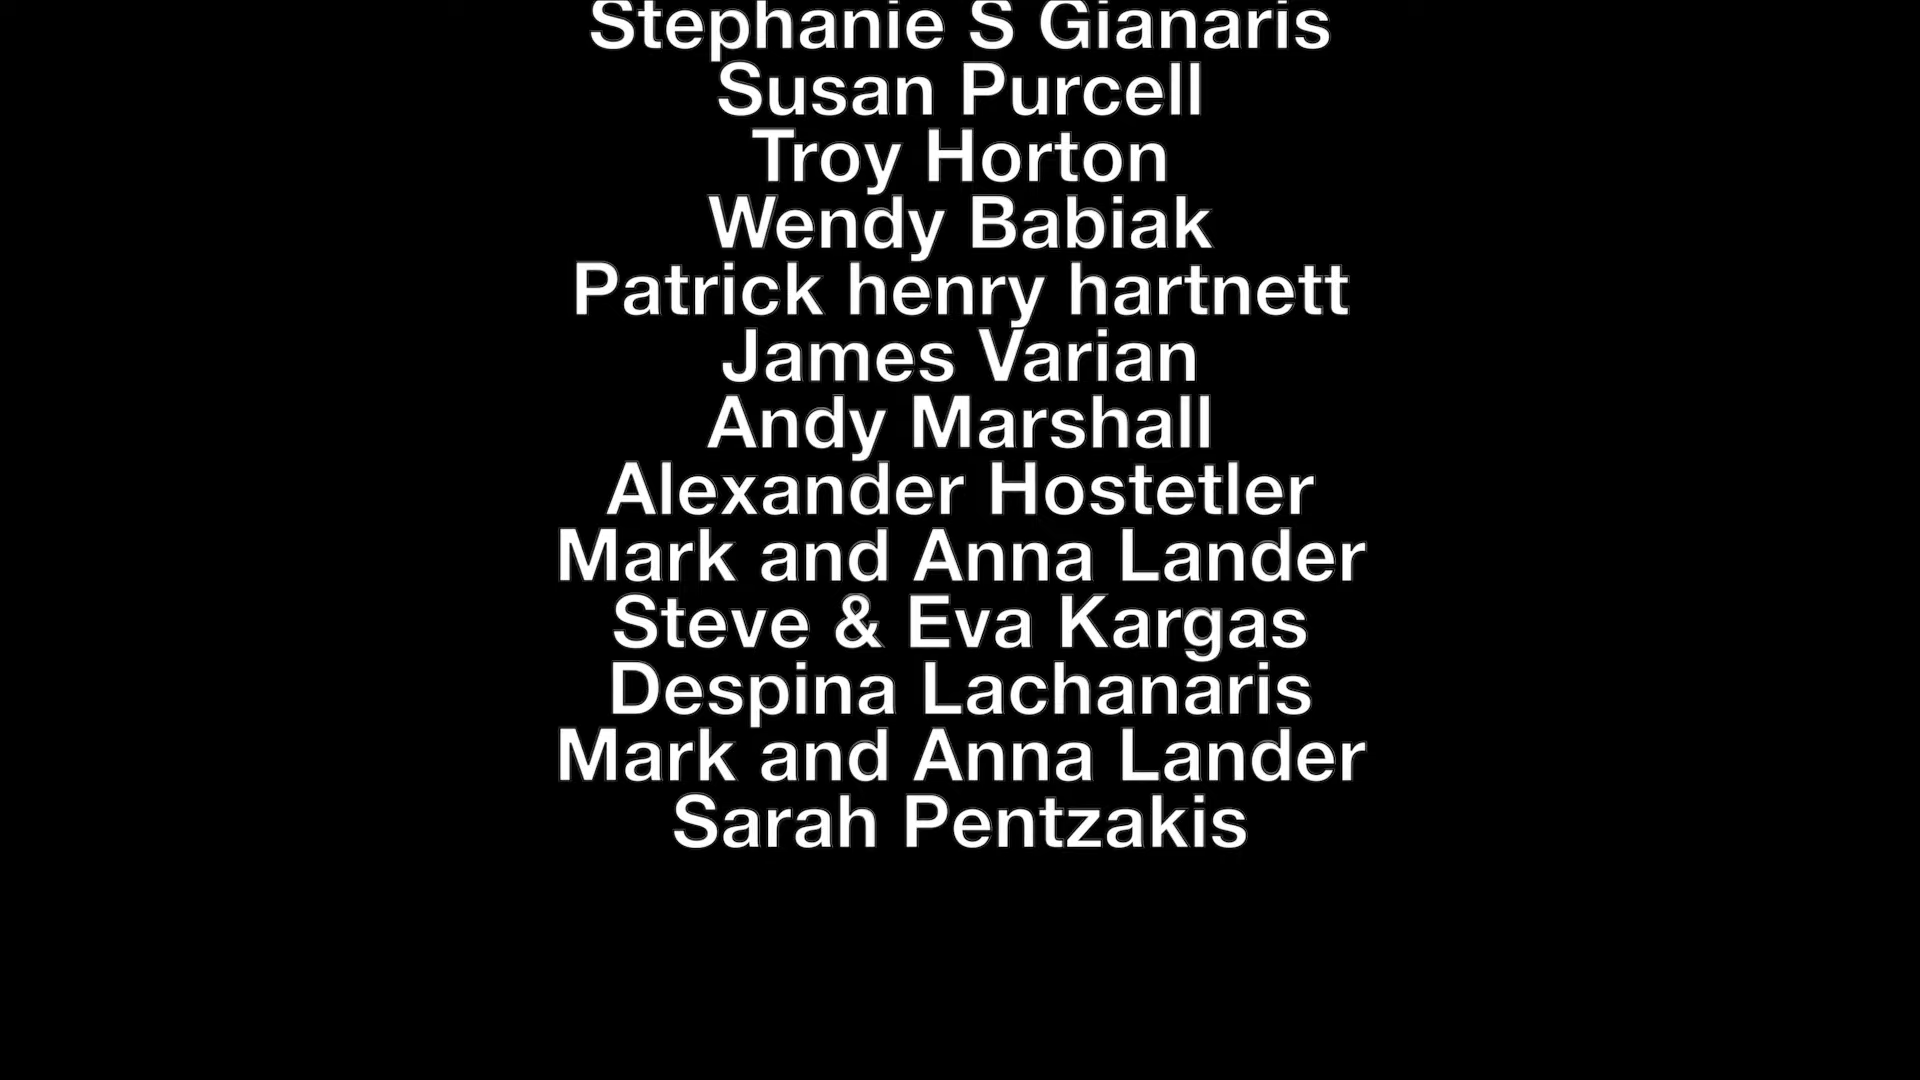 Stephanie S Gianaris
Susan Purcell
Troy Horton
Wendy Babiak
Patrick henry hartnett
James Varian
Andy Marshall
Alexander Hostetler
Mark and Anna Lander
Steve & Eva Kargas
Despina Lachanaris
Mark and Anna Lander
Sarah Pentzakis